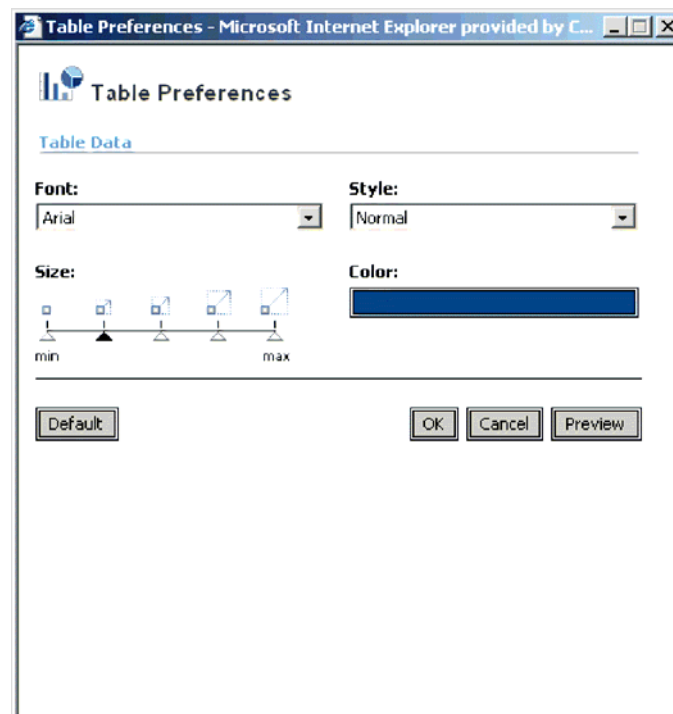 Table Preferences - Microsoft Internet Explorer provided by C...
Table Preferences
Table Data
Font:
Style:
Arial
Normal
Size:
Color:
min
max
Default
OK
Cancel
Preview